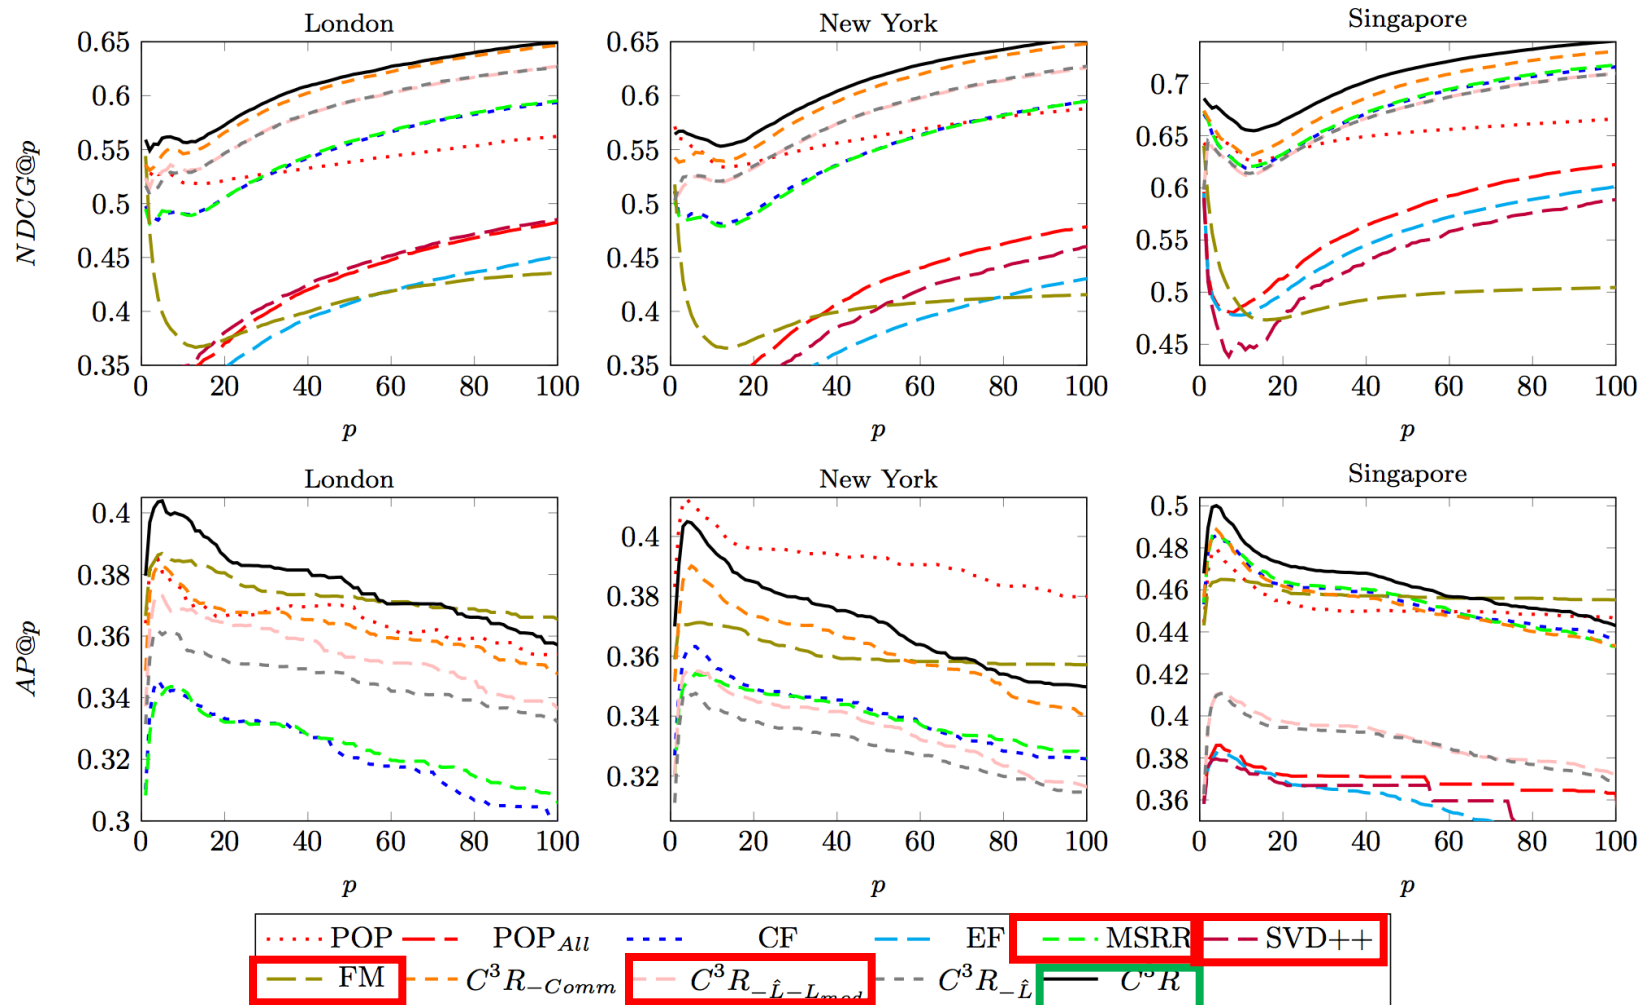 London New York Singapore
NDCG@p
0.65 0.65
0.6 0.6 0.7
0.55 0.55 0.65
0.5 0.5 0.6
0.45 0.45 0.55
0.4 0.4 0.5
0.35 0.35 0.45
0 20 40 60 80 100 0 20 40 60 80 100 0 20 40 60 80 100
p p p
London New York Singapore
AP@p
0.4 0.4 0.5
0.38 0.38 0.48
0.36 0.36 0.46
0.34 0.34 0.44
0.32 0.32 0.42
0.3 0.4
0.38
0.36
0 20 40 60 80 100 0 20 40 60 80 100 0 20 40 60 80 100
p p p
POP POP_All CF EF MSRR SVD++
FM C³R_−Comm C³R_−L̂−L_mod C³R_−L̂ C³R